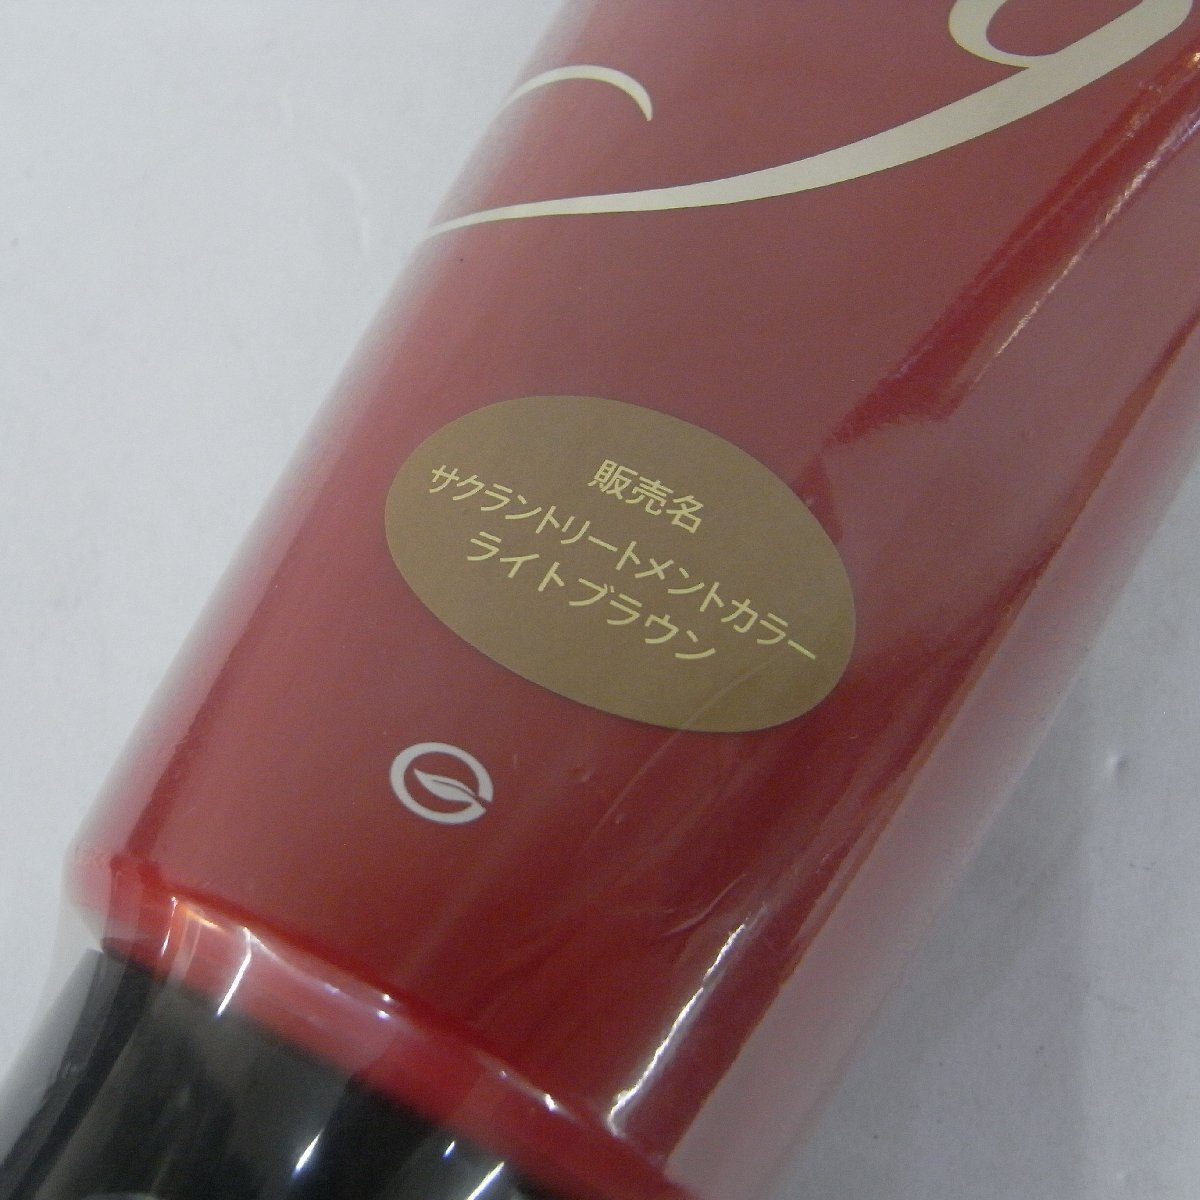 販売名
サクラントリートメントカラー
ライトブラウン